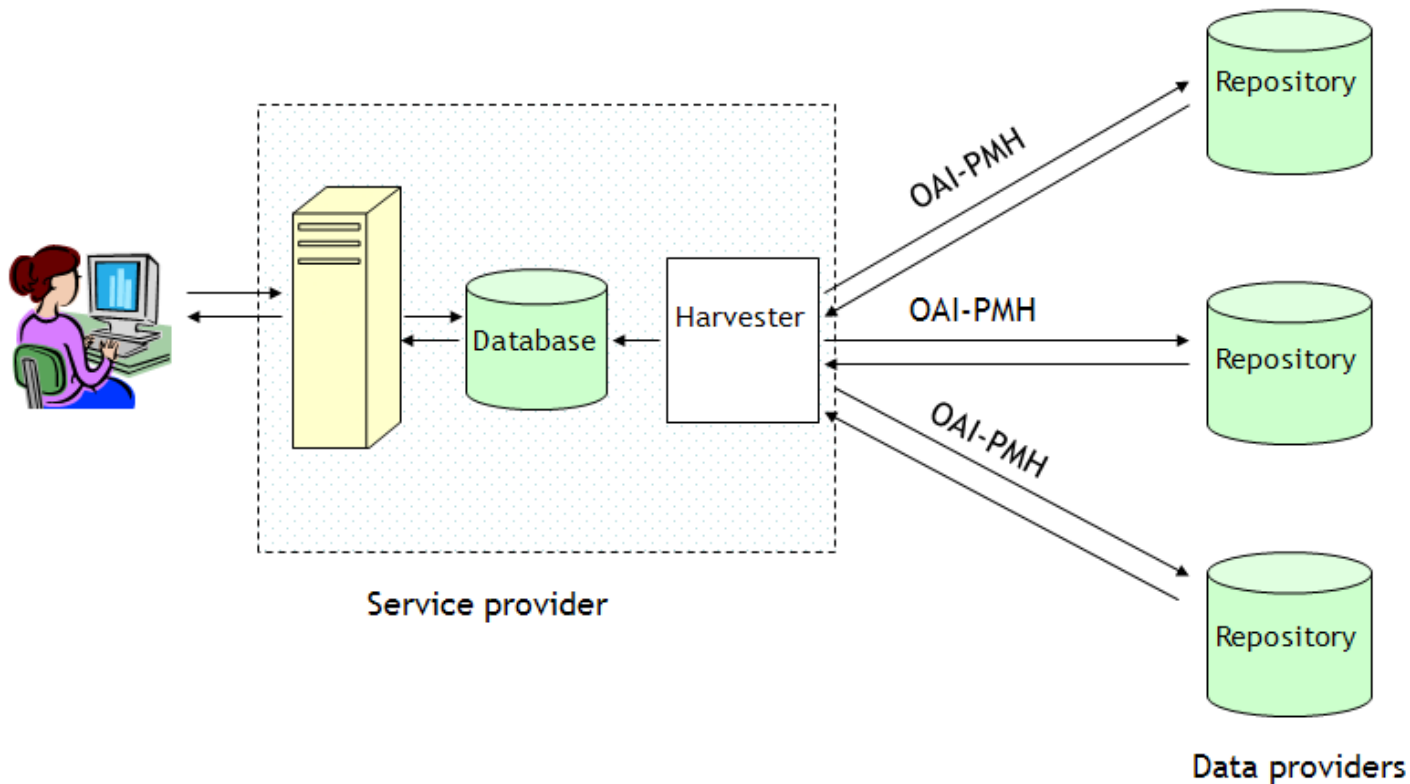 Repository
OAI-PMH
Database
Harvester
OAI-PMH
Repository
OAI-PMH
Service provider
Repository
Data providers